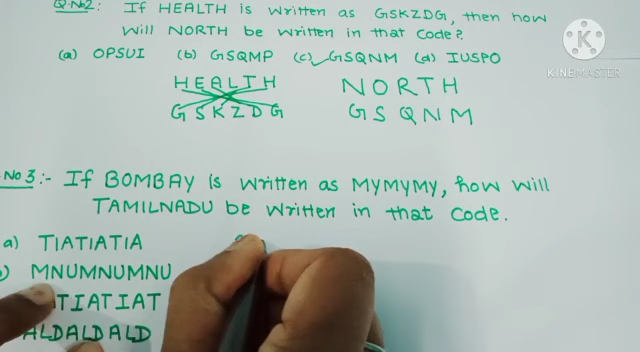 Q.No2: If HEALTH is written as GSKZDG, then how
will NORTH be written in that code?
(a) OPSUI (b) GSQMP (c) GSQNM (d) IUSPO
HEALTH NORTH
GSKZDG GSQNM
KINEMASTER
No 3:- If BOMBAY is written as MYMYMY, how will
TAMILNADU be written in that code.
a) TIATIATIA
) MNUMNUMNU
TIATIAT
ALDALDALD